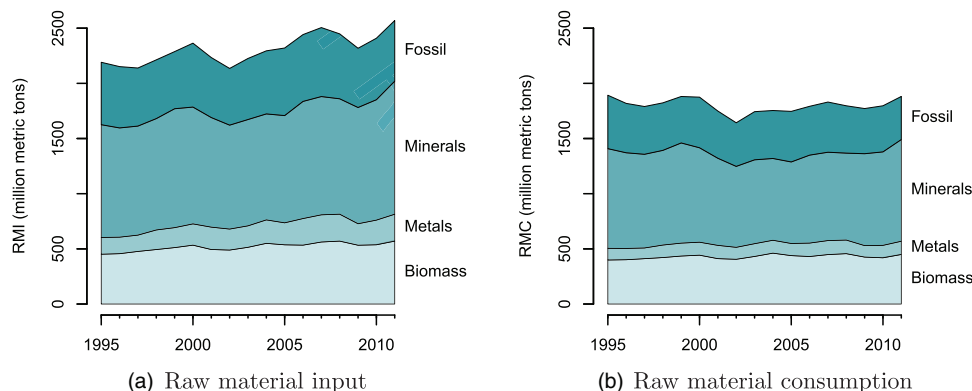 RMI (million metric tons)
2500
1500
500
0
Fossil
Minerals
Metals
Biomass
1995
2000
2005
2010
(a) Raw material input
RMC (million metric tons)
2500
1500
500
0
Fossil
Minerals
Metals
Biomass
1995
2000
2005
2010
(b) Raw material consumption